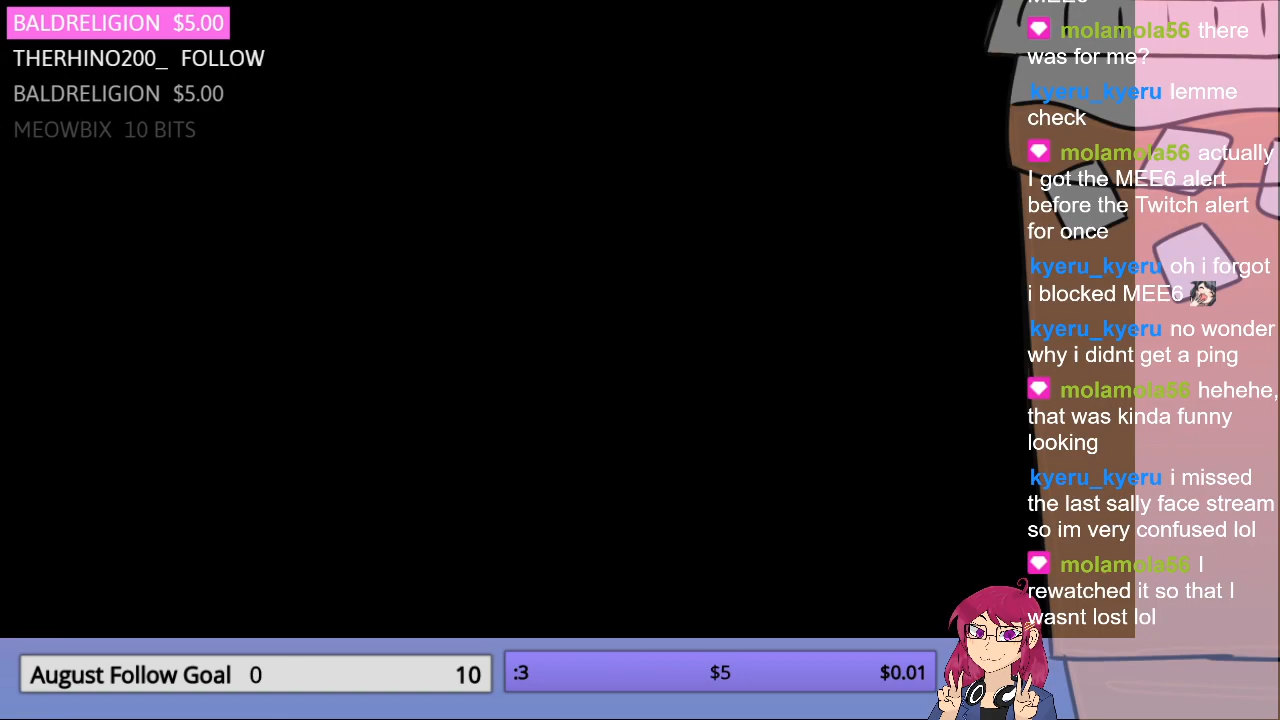 BALDRELIGION $5.00
THERHINO200_ FOLLOW
BALDRELIGION $5.00
MEOWBIX 10 BITS
MEE6
molamola56 there
was for me?
kyeru_kyeru lemme
check
molamola56 actually
I got the MEE6 alert
before the Twitch alert
for once
kyeru_kyeru oh i forgot
i blocked MEE6
kyeru_kyeru no wonder
why i didnt get a ping
molamola56 hehehe,
that was kinda funny
looking
kyeru_kyeru i missed
the last sally face stream
so im very confused lol
molamola56 I
rewatched it so that I
wasnt lost lol
August Follow Goal 0 10
:3 $5 $0.01